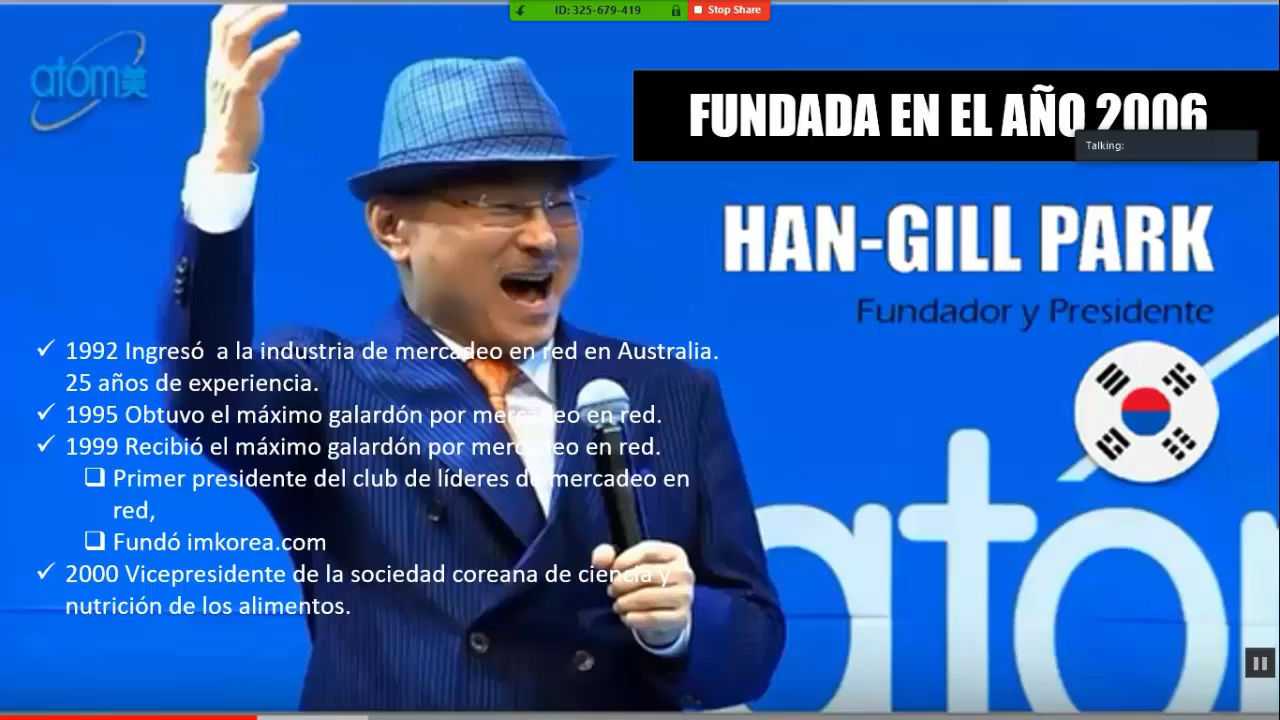 ID: 325-679-419
Stop Share
atom美
FUNDADA EN EL AÑO 2006
Talking:
HAN-GILL PARK
Fundador y Presidente
1992 Ingresó a la industria de mercadeo en red en Australia.
25 años de experiencia.
1995 Obtuvo el máximo galardón por mercadeo en red.
1999 Recibió el máximo galardón por mercadeo en red.
Primer presidente del club de líderes de mercadeo en
red,
Fundó imkorea.com
2000 Vicepresidente de la sociedad coreana de ciencia y
nutrición de los alimentos.
atóm